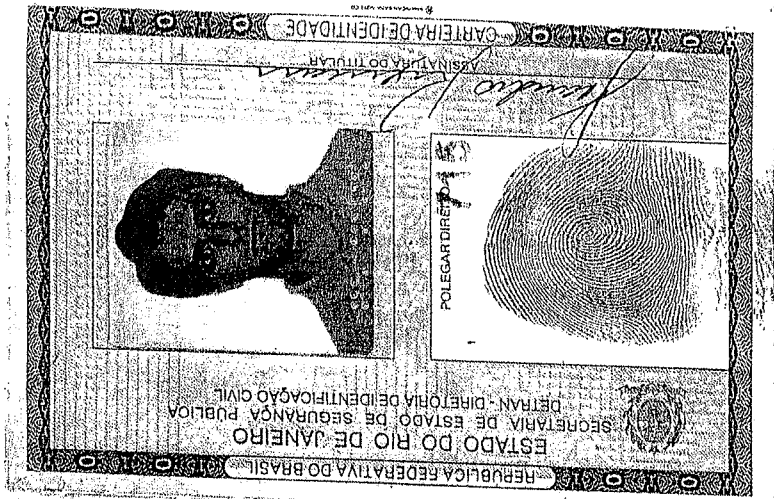 REPÚBLICA FEDERATIVA DO BRASIL
ESTADO DO RIO DE JANEIRO
SECRETARIA DE ESTADO DE SEGURANÇA PÚBLICA
DETRAN - DIRETORIA DE IDENTIFICAÇÃO CIVIL
POLEGAR DIREITO
ASSINATURA DO TITULAR
CARTEIRA DE IDENTIDADE